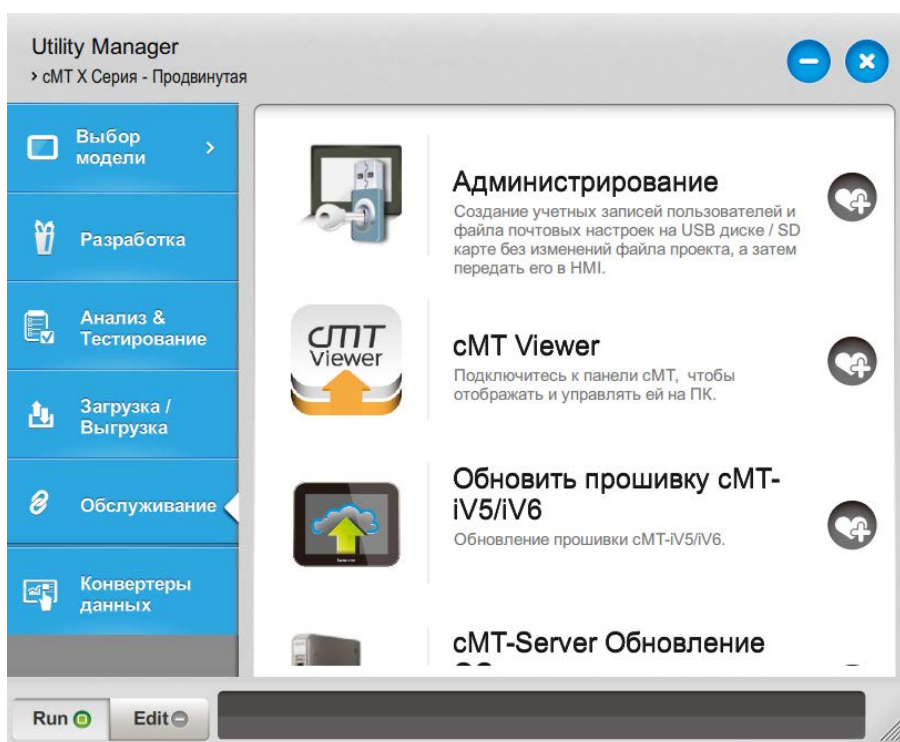 Utility Manager
› cMT X Серия - Продвинутая
Выбор
модели
Разработка
Анализ &
Тестирование
Загрузка /
Выгрузка
Обслуживание
Конвертеры
данных
Администрирование
Создание учетных записей пользователей и
файла почтовых настроек на USB диске / SD
карте без изменений файла проекта, а затем
передать его в HMI.
cMT
Viewer
cMT Viewer
Подключитесь к панели cMT, чтобы
отображать и управлять ей на ПК.
Обновить прошивку cMT-
iV5/iV6
Обновление прошивки cMT-iV5/iV6.
cMT-Server Обновление
Run
Edit